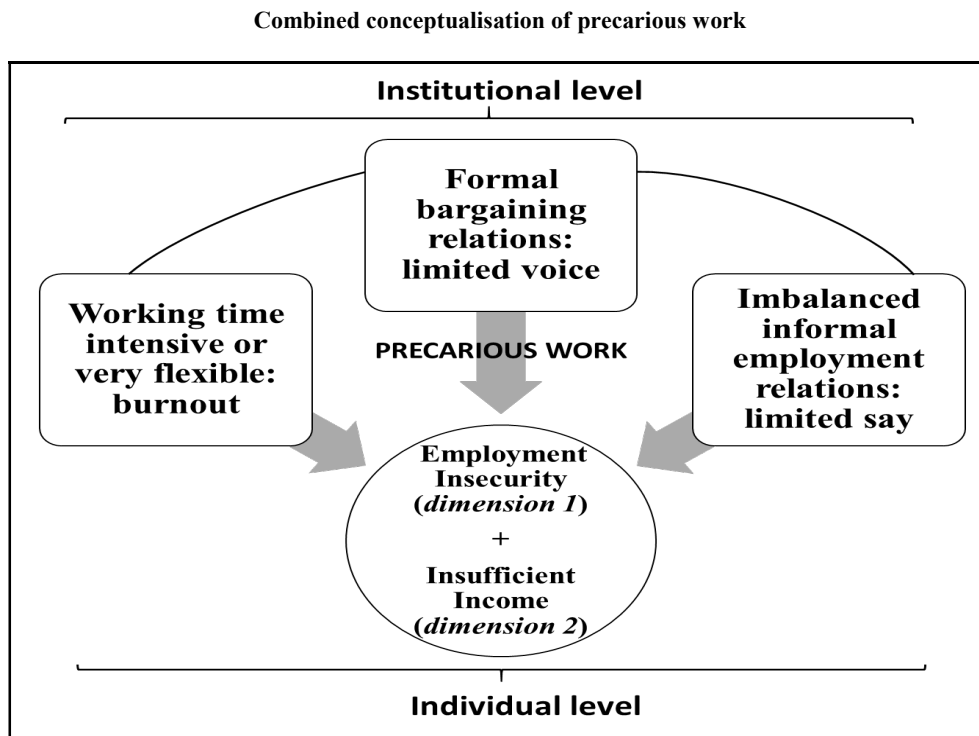 Combined conceptualisation of precarious work
Institutional level
Formal
bargaining
relations:
limited voice
Working time
intensive or
very flexible:
burnout
Imbalanced
informal
employment
relations:
limited say
PRECARIOUS WORK
Employment
Insecurity
(dimension 1)
+
Insufficient
Income
(dimension 2)
Individual level